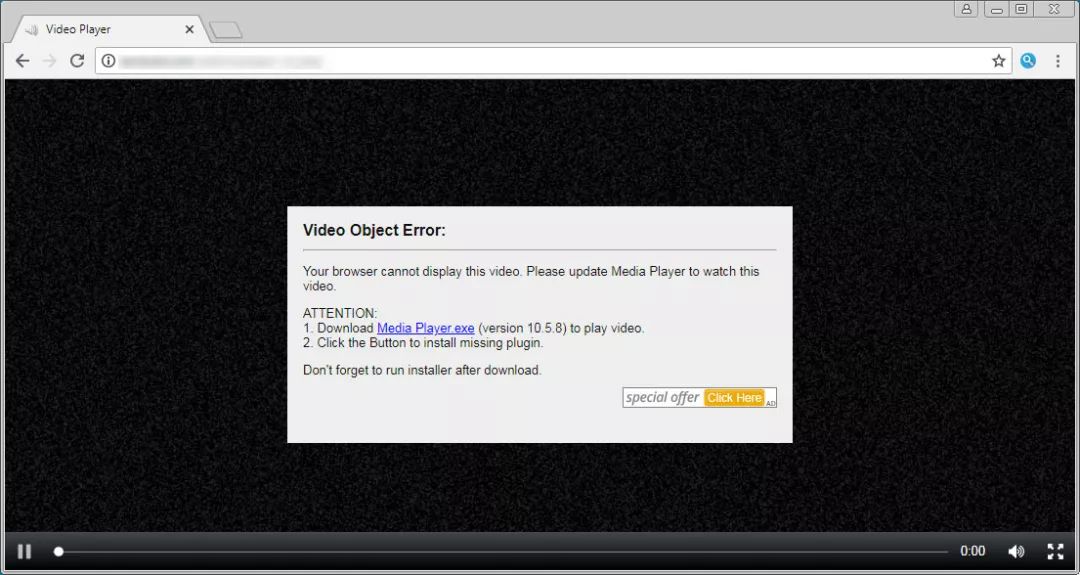 Video Player
Video Object Error:
Your browser cannot display this video. Please update Media Player to watch this
video.
ATTENTION:
1. Download Media Player.exe (version 10.5.8) to play video.
2. Click the Button to install missing plugin.
Don't forget to run installer after download.
special offer Click Here AD
0:00